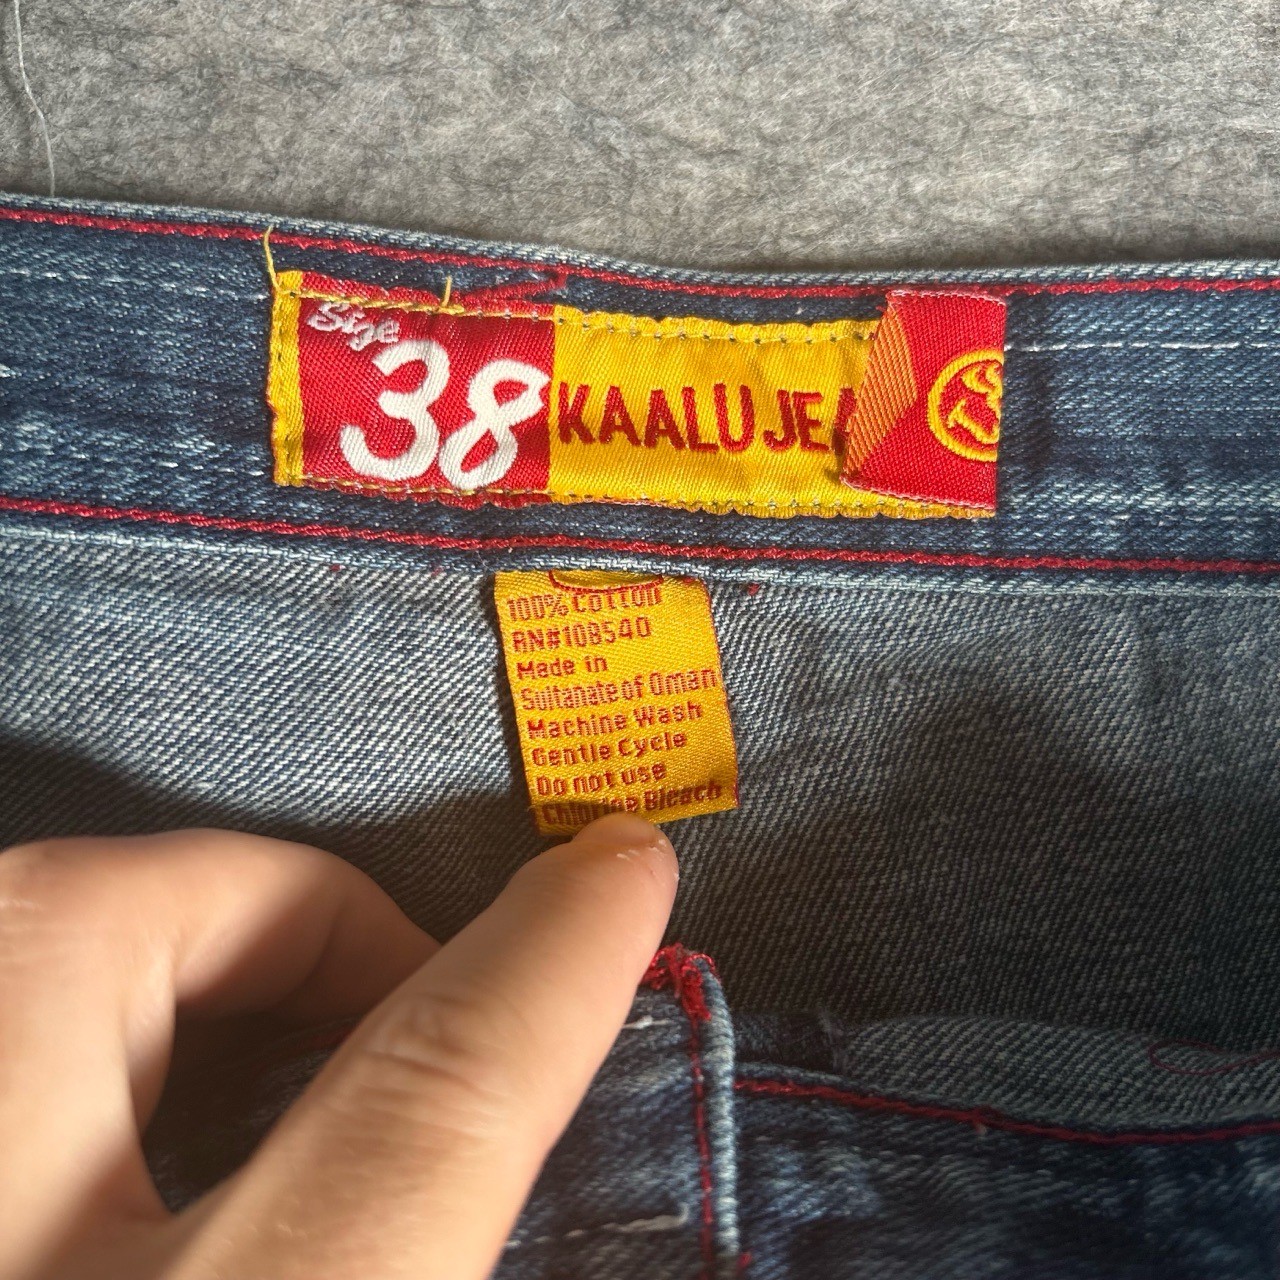 Size
38
KAALU JEA
100% Cotton
RN#108540
Made in
Sultanate of Oman
Machine Wash
Gentle Cycle
Do not use
Chlorine Bleach